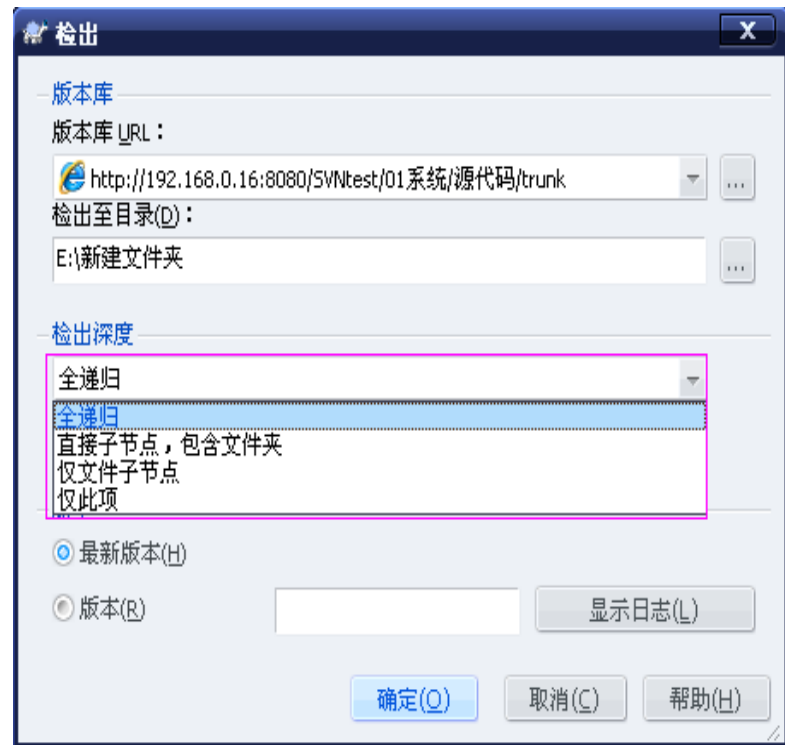 检出
版本库
版本库 URL：
http://192.168.0.16:8080/SVNtest/01系统/源代码/trunk
...
检出至目录(D)：
E:\新建文件夹
...
检出深度
全递归
全递归
直接子节点，包含文件夹
仅文件子节点
仅此项
最新版本(H)
版本(R)
显示日志(L)
确定(O) 取消(C) 帮助(H)